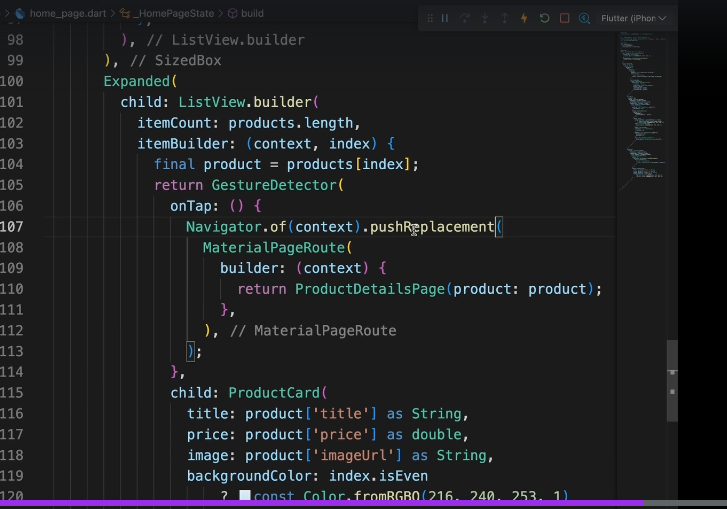 home_page.dart > _HomePageState > build
Flutter (iPhon
98 ), // ListView.builder
99 ), // SizedBox
100 Expanded(
101 child: ListView.builder(
102 itemCount: products.length,
103 itemBuilder: (context, index) {
104 final product = products[index];
105 return GestureDetector(
106 onTap: () {
107 Navigator.of(context).pushReplacement(
108 MaterialPageRoute(
109 builder: (context) {
110 return ProductDetailsPage(product: product);
111 },
112 ), // MaterialPageRoute
113 );
114 },
115 child: ProductCard(
116 title: product['title'] as String,
117 price: product['price'] as double,
118 image: product['imageUrl'] as String,
119 backgroundColor: index.isEven
120 ? const Color.fromRGBO(216, 240, 253, 1)